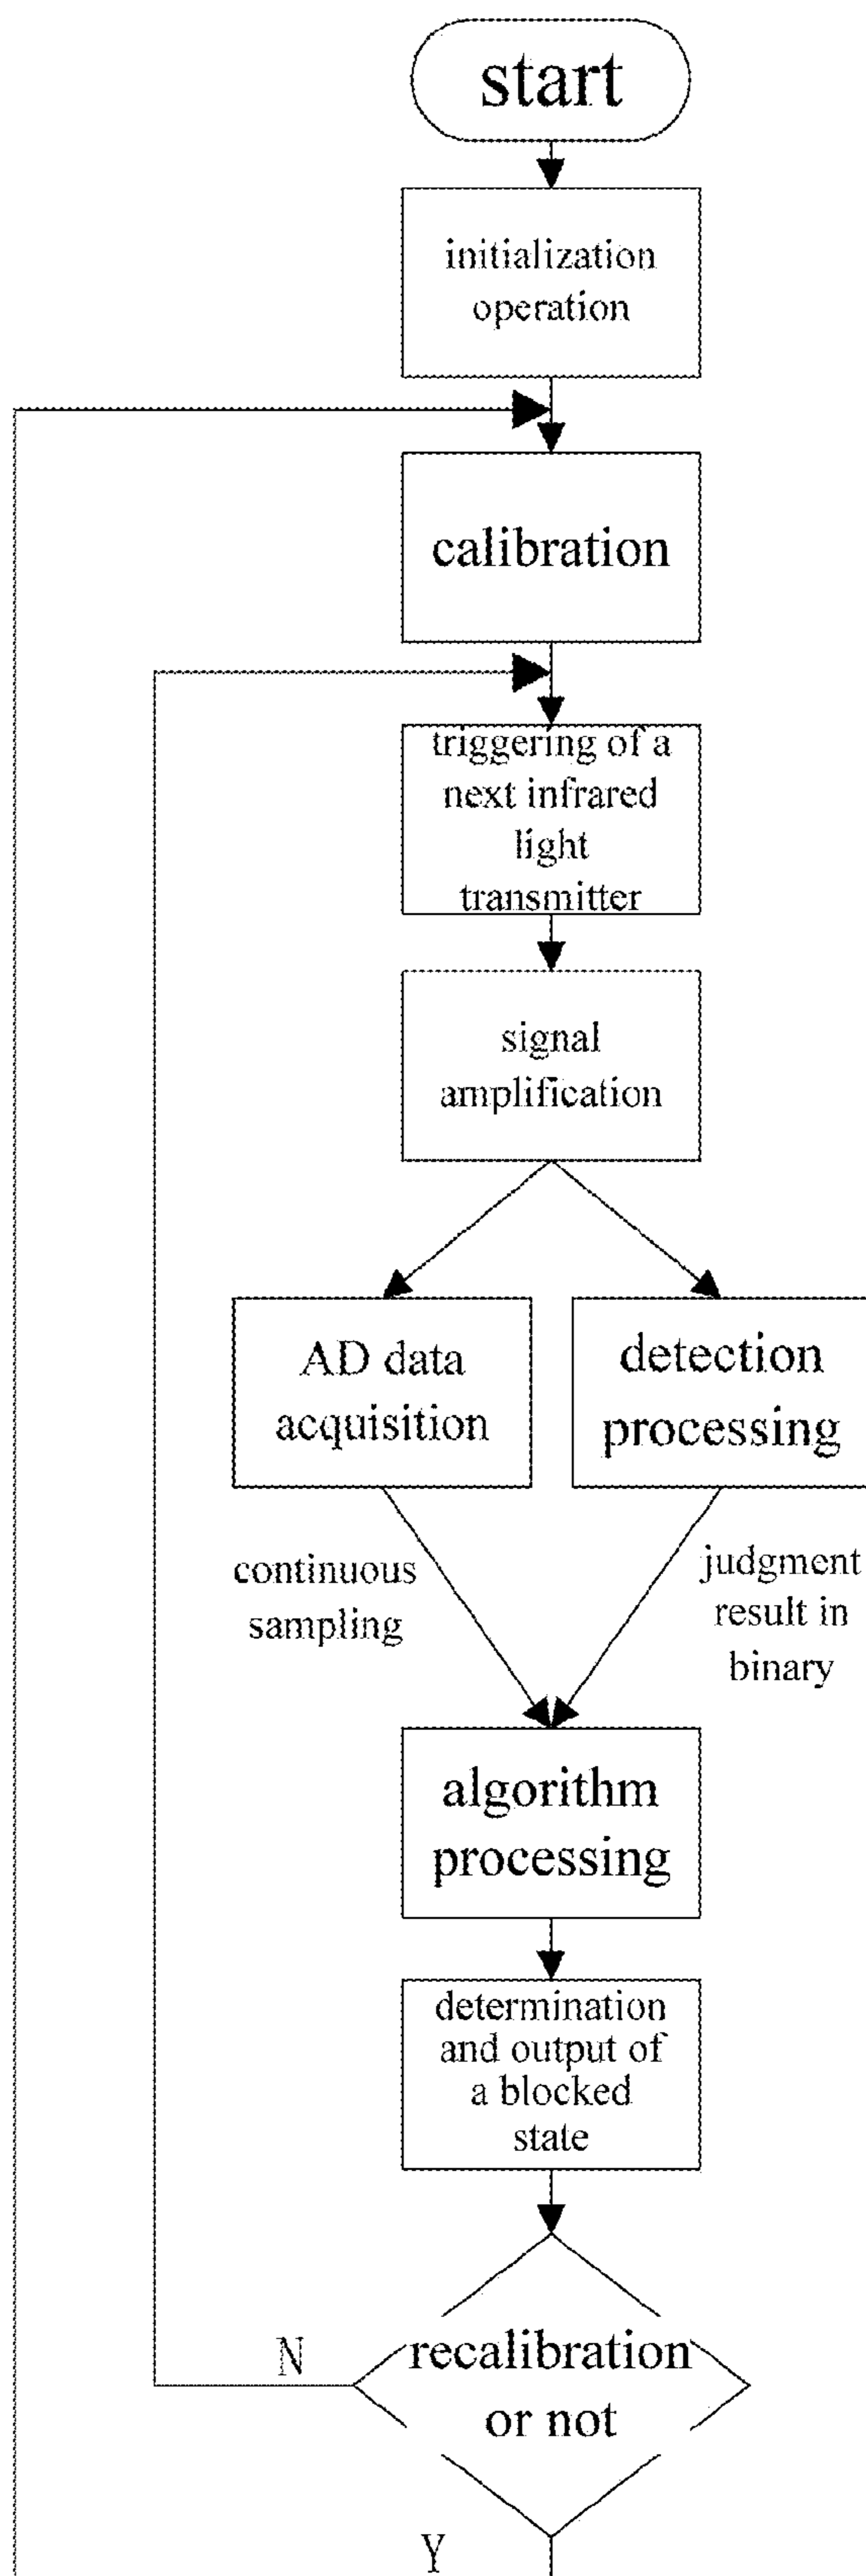 start
initialization
operation
calibration
triggering of a
next infrared
light
transmitter
signal
amplification
AD data
acquisition
detection
processing
continuous
sampling
judgment
result in
binary
algorithm
processing
determination
and output of
a blocked
state
N
recalibration
or not
Y